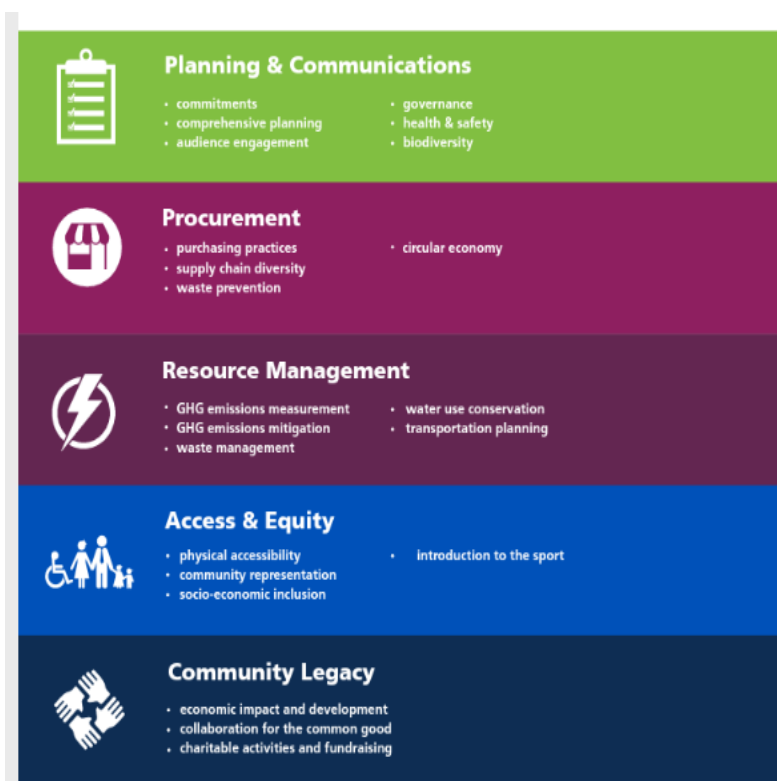 Planning & Communications
• commitments
• comprehensive planning
• audience engagement
• governance
• health & safety
• biodiversity
Procurement
• purchasing practices
• supply chain diversity
• waste prevention
• circular economy
Resource Management
• GHG emissions measurement
• GHG emissions mitigation
• waste management
• water use conservation
• transportation planning
Access & Equity
• physical accessibility
• community representation
• socio-economic inclusion
• introduction to the sport
Community Legacy
• economic impact and development
• collaboration for the common good
• charitable activities and fundraising